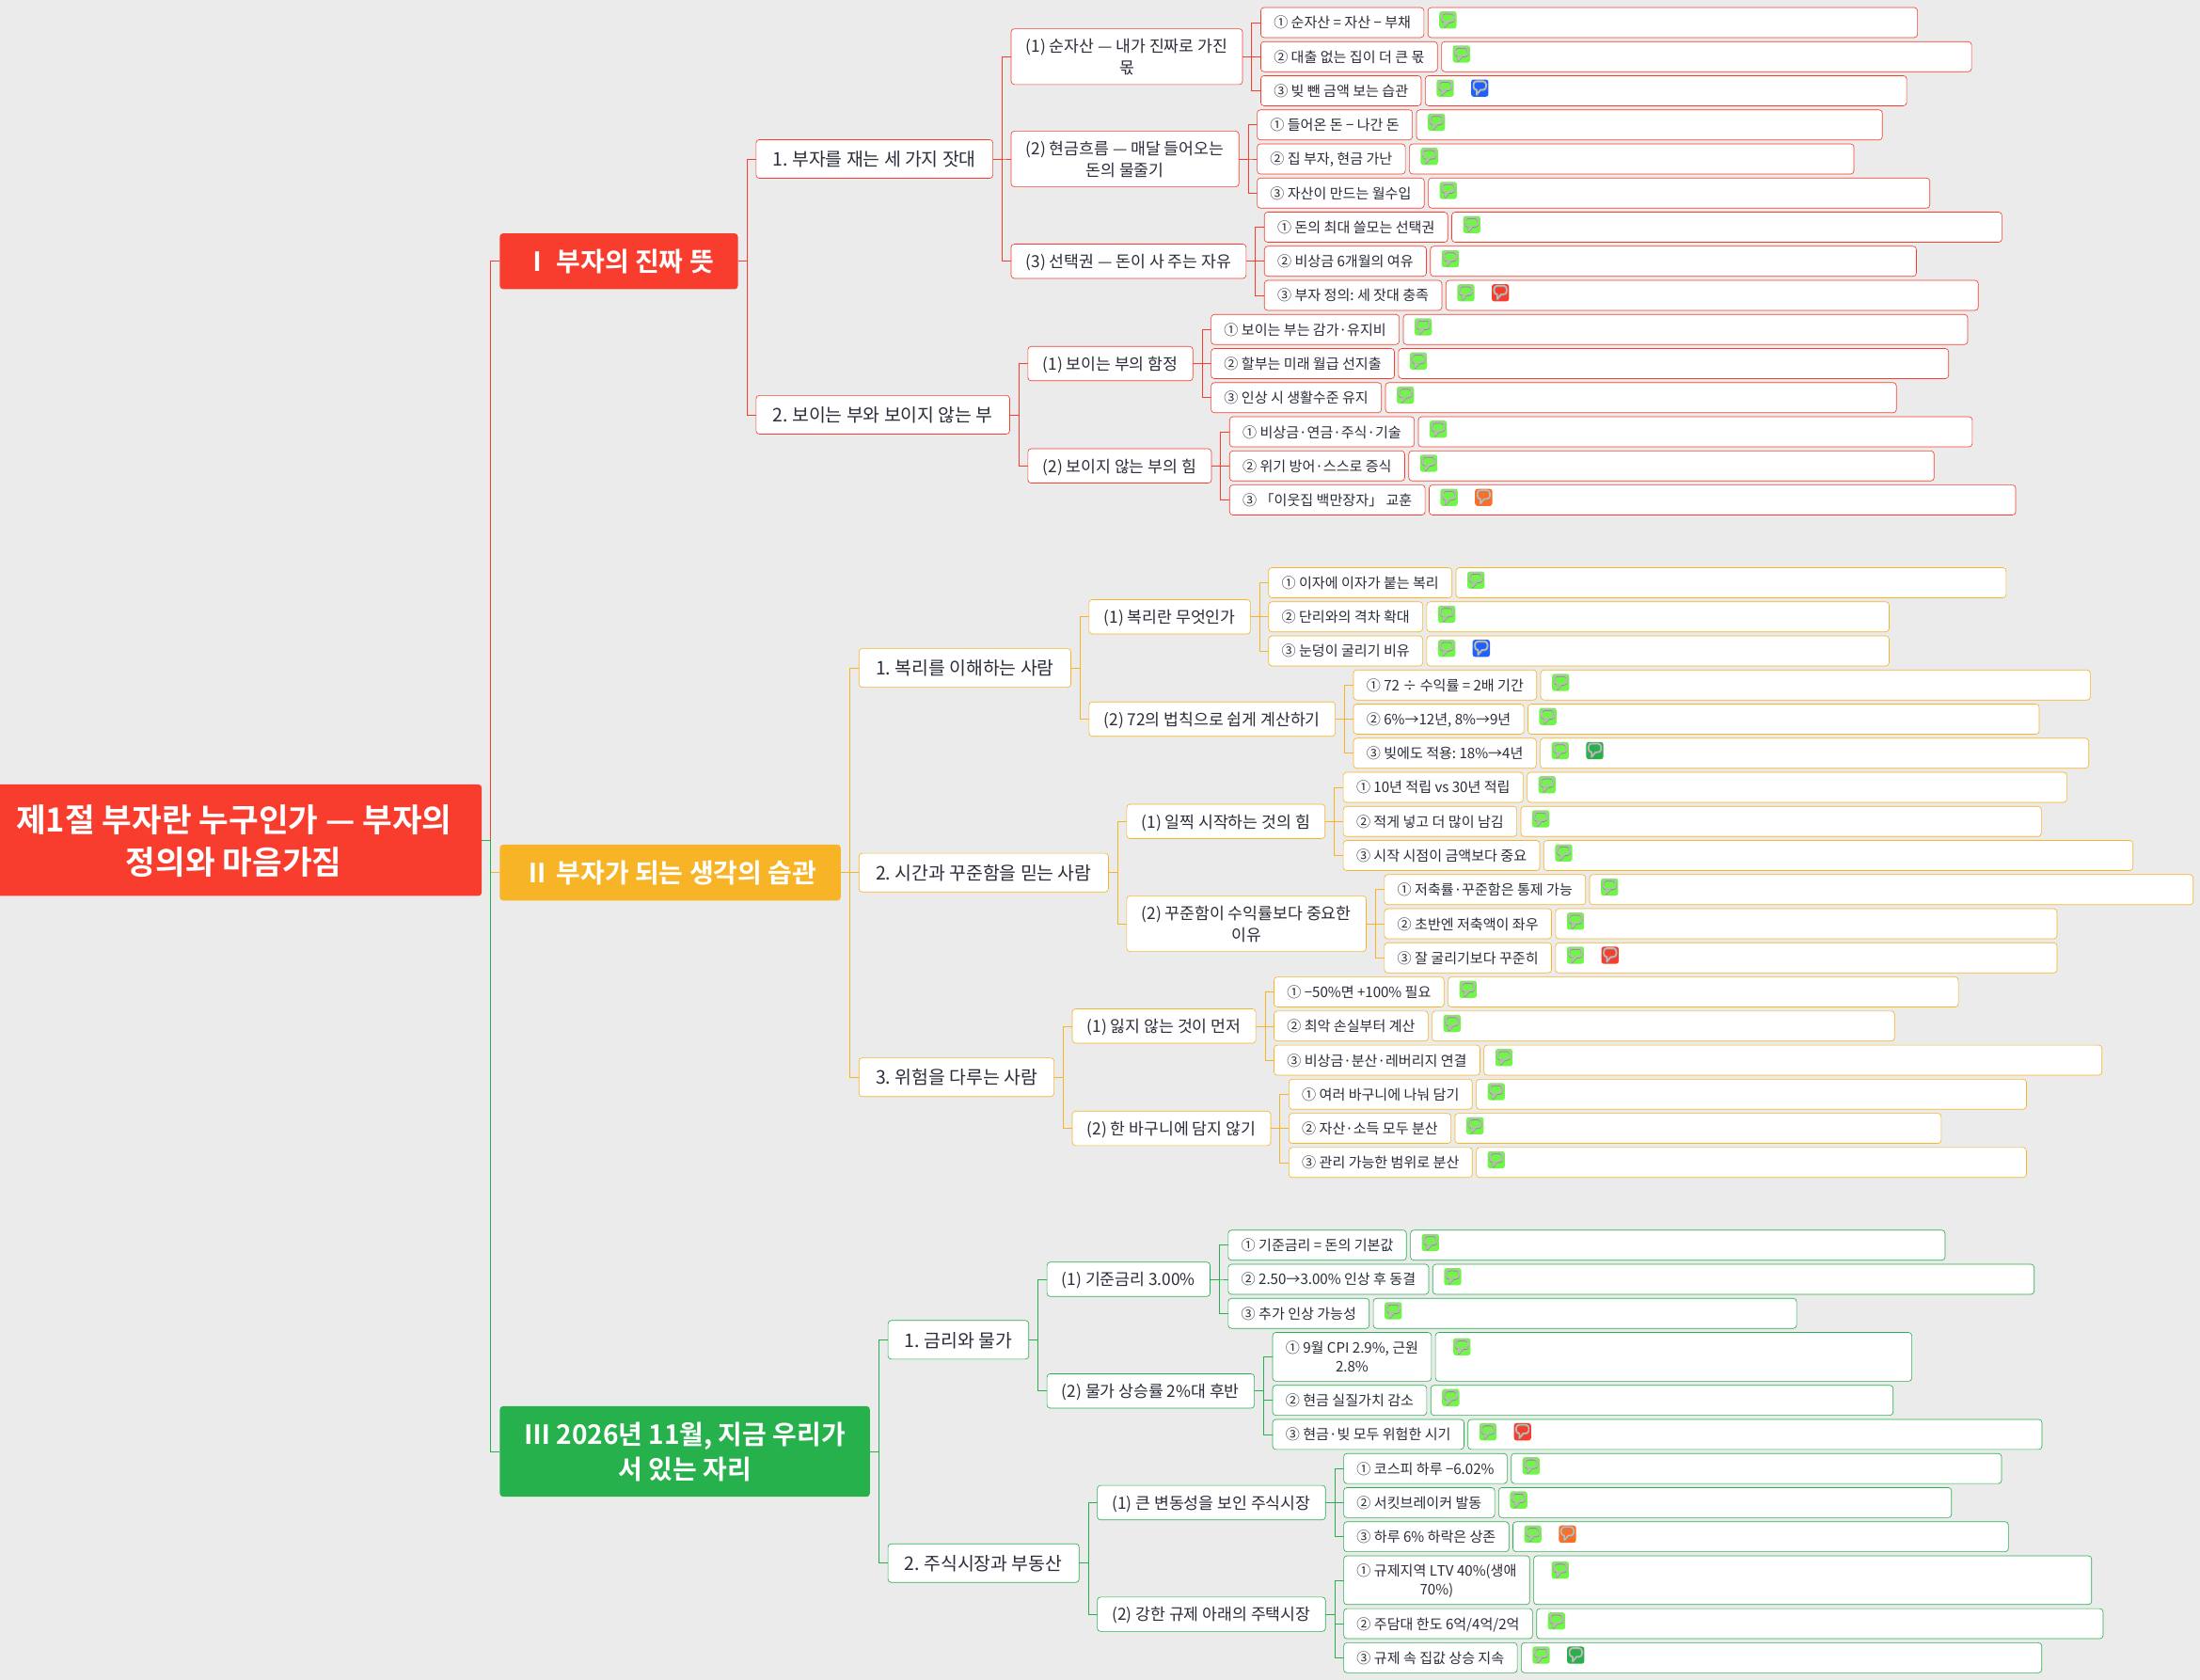 제1절 부자란 누구인가 — 부자의
정의와 마음가짐
Ⅰ 부자의 진짜 뜻
1. 부자를 재는 세 가지 잣대
(1) 순자산 — 내가 진짜로 가진
몫
① 순자산 = 자산 − 부채
② 대출 없는 집이 더 큰 몫
③ 빚 뺀 금액 보는 습관
(2) 현금흐름 — 매달 들어오는
돈의 물줄기
① 들어온 돈 − 나간 돈
② 집 부자, 현금 가난
③ 자산이 만드는 월수입
(3) 선택권 — 돈이 사 주는 자유
① 돈의 최대 쓸모는 선택권
② 비상금 6개월의 여유
③ 부자 정의: 세 잣대 충족
2. 보이는 부와 보이지 않는 부
(1) 보이는 부의 함정
① 보이는 부는 감가·유지비
② 할부는 미래 월급 선지출
③ 인상 시 생활수준 유지
(2) 보이지 않는 부의 힘
① 비상금·연금·주식·기술
② 위기 방어·스스로 증식
③ 「이웃집 백만장자」 교훈
Ⅱ 부자가 되는 생각의 습관
1. 복리를 이해하는 사람
(1) 복리란 무엇인가
① 이자에 이자가 붙는 복리
② 단리와의 격차 확대
③ 눈덩이 굴리기 비유
(2) 72의 법칙으로 쉽게 계산하기
① 72 ÷ 수익률 = 2배 기간
② 6%→12년, 8%→9년
③ 빚에도 적용: 18%→4년
2. 시간과 꾸준함을 믿는 사람
(1) 일찍 시작하는 것의 힘
① 10년 적립 vs 30년 적립
② 적게 넣고 더 많이 남김
③ 시작 시점이 금액보다 중요
(2) 꾸준함이 수익률보다 중요한
이유
① 저축률·꾸준함은 통제 가능
② 초반엔 저축액이 좌우
③ 잘 굴리기보다 꾸준히
3. 위험을 다루는 사람
(1) 잃지 않는 것이 먼저
① −50%면 +100% 필요
② 최악 손실부터 계산
③ 비상금·분산·레버리지 연결
(2) 한 바구니에 담지 않기
① 여러 바구니에 나눠 담기
② 자산·소득 모두 분산
③ 관리 가능한 범위로 분산
Ⅲ 2026년 11월, 지금 우리가
서 있는 자리
1. 금리와 물가
(1) 기준금리 3.00%
① 기준금리 = 돈의 기본값
② 2.50→3.00% 인상 후 동결
③ 추가 인상 가능성
(2) 물가 상승률 2%대 후반
① 9월 CPI 2.9%, 근원
2.8%
② 현금 실질가치 감소
③ 현금·빚 모두 위험한 시기
2. 주식시장과 부동산
(1) 큰 변동성을 보인 주식시장
① 코스피 하루 −6.02%
② 서킷브레이커 발동
③ 하루 6% 하락은 상존
(2) 강한 규제 아래의 주택시장
① 규제지역 LTV 40%(생애
70%)
② 주담대 한도 6억/4억/2억
③ 규제 속 집값 상승 지속